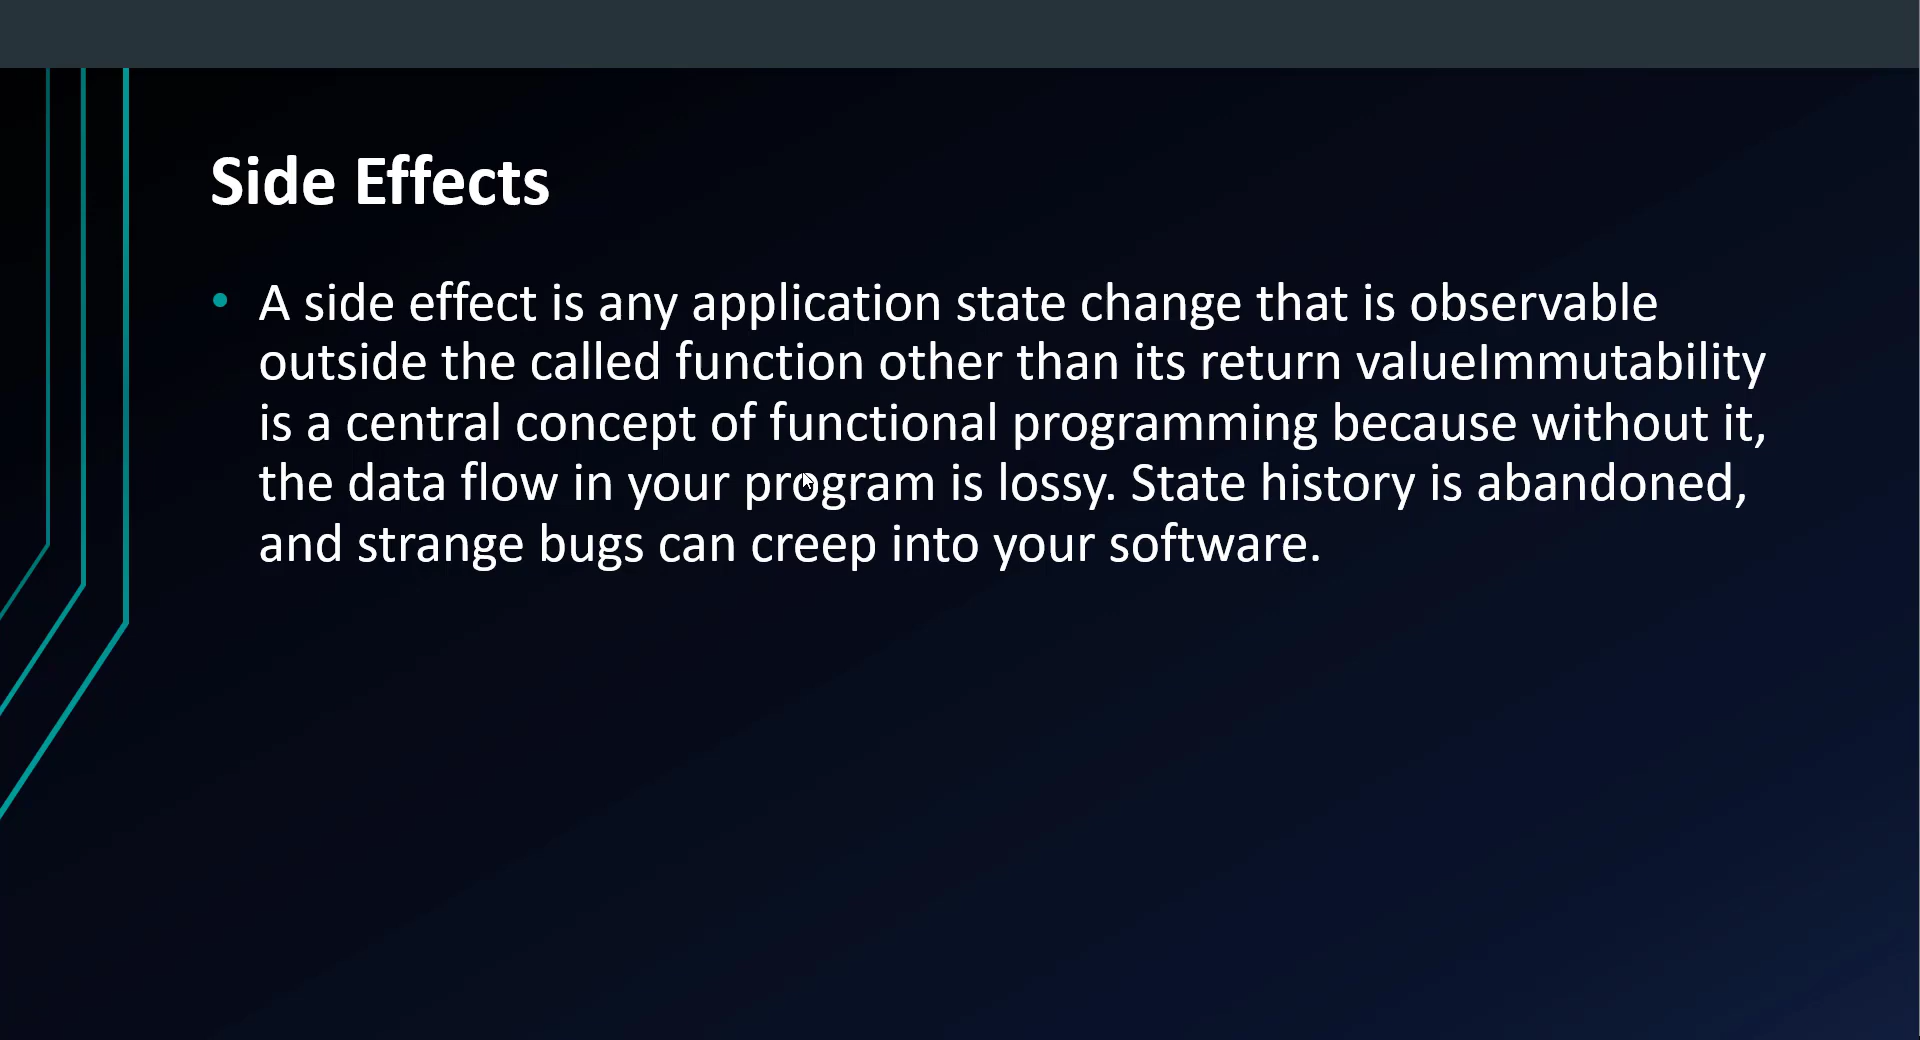 Side Effects
• A side effect is any application state change that is observable
outside the called function other than its return valueImmutability
is a central concept of functional programming because without it,
the data flow in your program is lossy. State history is abandoned,
and strange bugs can creep into your software.